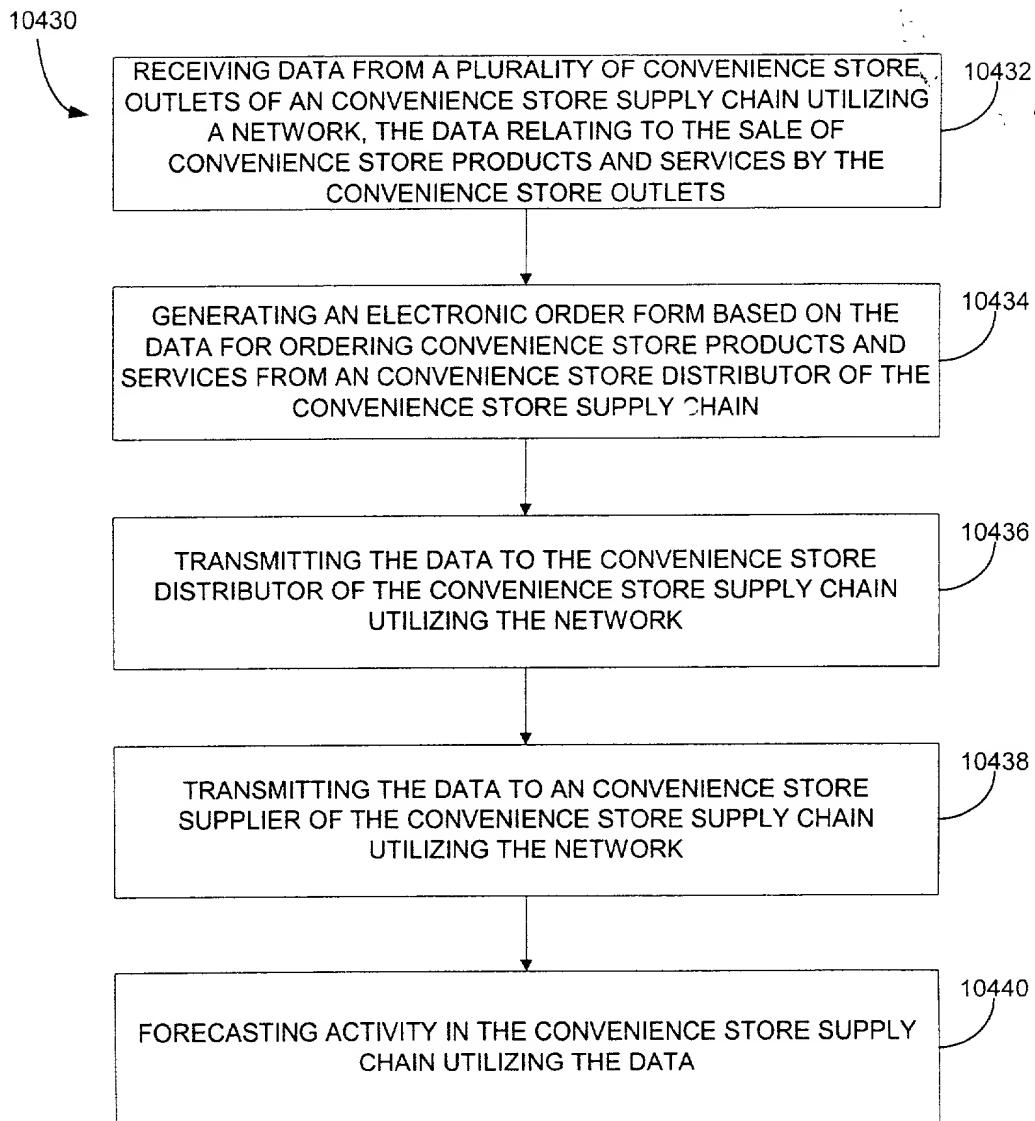 10430
RECEIVING DATA FROM A PLURALITY OF CONVENIENCE STORE
OUTLETS OF AN CONVENIENCE STORE SUPPLY CHAIN UTILIZING
A NETWORK, THE DATA RELATING TO THE SALE OF
CONVENIENCE STORE PRODUCTS AND SERVICES BY THE
CONVENIENCE STORE OUTLETS
10432
GENERATING AN ELECTRONIC ORDER FORM BASED ON THE
DATA FOR ORDERING CONVENIENCE STORE PRODUCTS AND
SERVICES FROM AN CONVENIENCE STORE DISTRIBUTOR OF THE
CONVENIENCE STORE SUPPLY CHAIN
10434
TRANSMITTING THE DATA TO THE CONVENIENCE STORE
DISTRIBUTOR OF THE CONVENIENCE STORE SUPPLY CHAIN
UTILIZING THE NETWORK
10436
TRANSMITTING THE DATA TO AN CONVENIENCE STORE
SUPPLIER OF THE CONVENIENCE STORE SUPPLY CHAIN
UTILIZING THE NETWORK
10438
FORECASTING ACTIVITY IN THE CONVENIENCE STORE SUPPLY
CHAIN UTILIZING THE DATA
10440